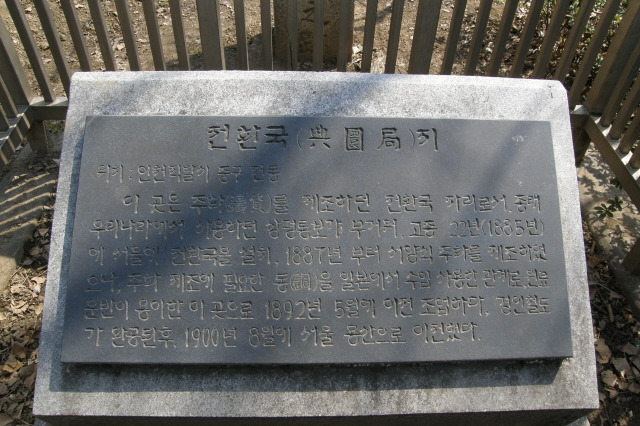 전환국(典圜局)지
위치 : 인천직할시 중구 전동
이 곳은 주화(鑄貨)를 제조하던 전환국 자리로서, 종래
우리나라에서 사용하던 상평통보가 부적하, 고종 22년(1885년)
에 서울에 전환국을 설치, 1887년 부터 서양식 주화를 제조하였
으나, 주화 제조에 필요한 동(銅)을 일본에서 수입 사용한 관계로 원료
운반이 용이한 이 곳으로 1892년 5월에 이전 조업하다, 경인철도
가 완공된후, 1900년 8월에 서울 용산으로 이전했다.